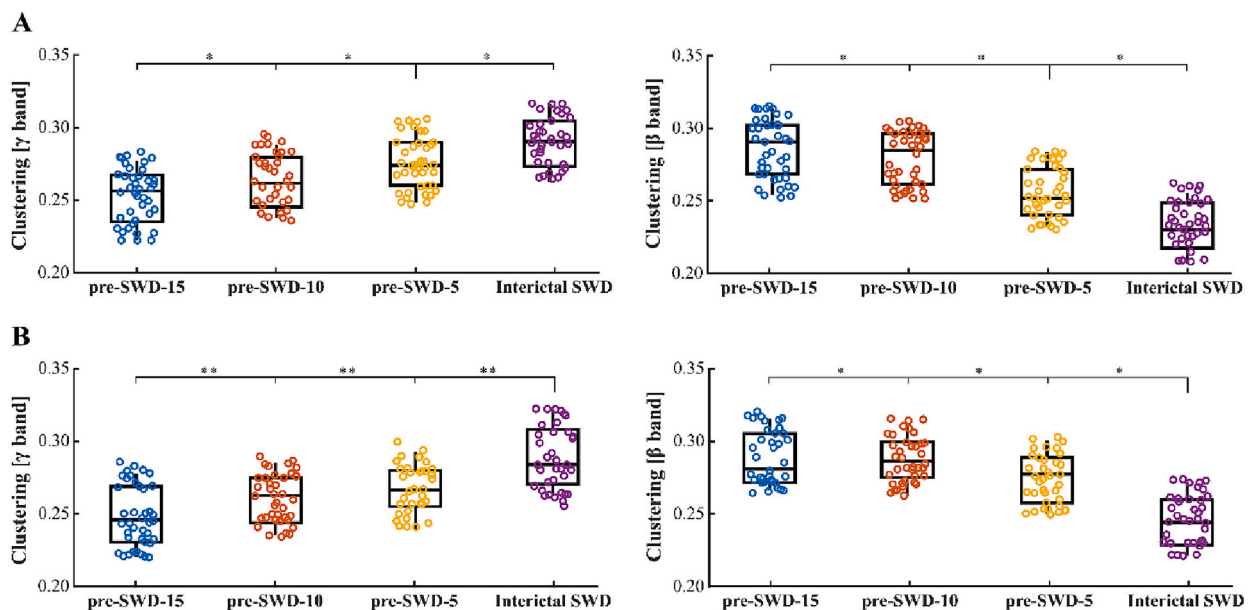 A
Clustering [γ band]
0.35
0.30
0.25
0.20
* * *
pre-SWD-15 pre-SWD-10 pre-SWD-5 Interictal SWD
Clustering [β band]
0.35
0.30
0.25
0.20
* * *
pre-SWD-15 pre-SWD-10 pre-SWD-5 Interictal SWD
B
Clustering [γ band]
0.35
0.30
0.25
0.20
** ** **
pre-SWD-15 pre-SWD-10 pre-SWD-5 Interictal SWD
Clustering [β band]
0.35
0.30
0.25
0.20
* * *
pre-SWD-15 pre-SWD-10 pre-SWD-5 Interictal SWD